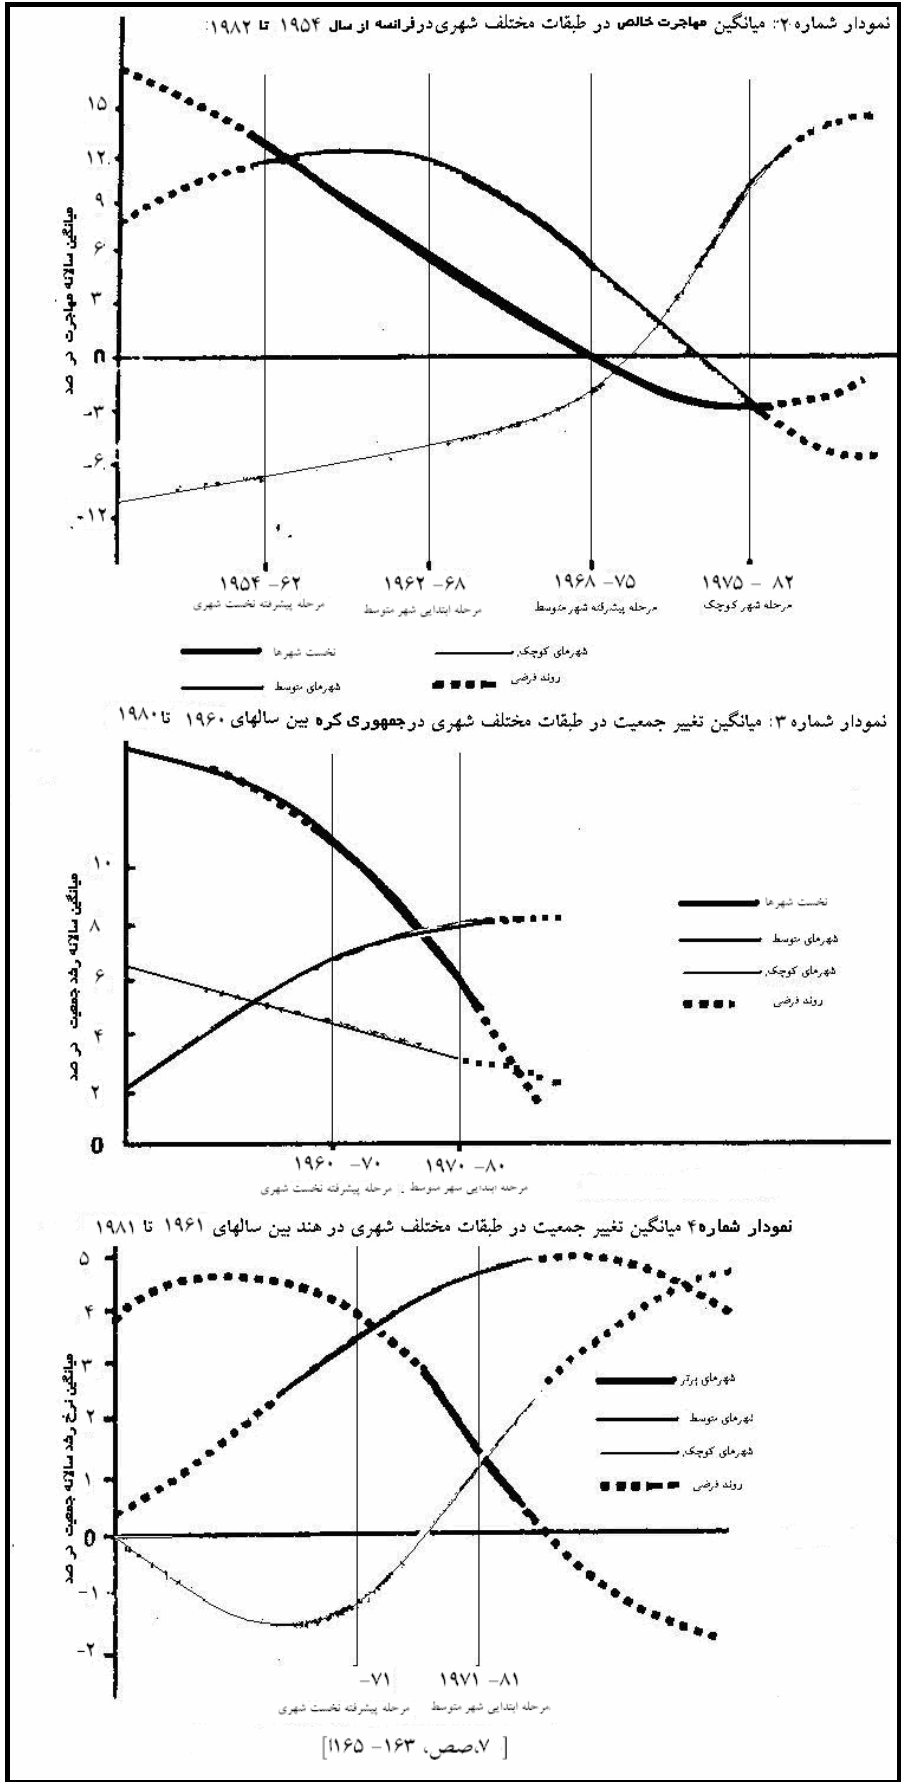 نمودار شماره ۲: میانگین مهاجرت خالص در طبقات مختلف شهری در فرانسه از سال ۱۹۵۴ تا ۱۹۸۲:
میانگین سالانه مهاجرت در صد
۱۵
۱۲
۹
۶
۳
0
-۳
-۶
-۱۲
۱۹۵۴ -۶۲
مرحله پیشرفته نخست شهری
۱۹۶۲ -۶۸
مرحله ابتدایی شهر متوسط
۱۹۶۸ -۷۵
مرحله پیشرفته شهر متوسط
۱۹۷۵ - ۸۲
مرحله شهر کوچک
نخست شهرها
شهرهای متوسط
شهرهای کوچک
روند فرضی
نمودار شماره ۳: میانگین تغییر جمعیت در طبقات مختلف شهری در جمهوری کره بین سالهای ۱۹۶۰ تا ۱۹۸۰
میانگین سالانه رشد جمعیت در صد
۱۰
۸
۶
۴
۲
0
۱۹۶۰ -۷۰
مرحله پیشرفته نخست شهری
۱۹۷۰ -۸۰
مرحله ابتدایی شهر متوسط
نخست شهرها
شهرهای متوسط
شهرهای کوچک
روند فرضی
نمودار شماره ۴ میانگین تغییر جمعیت در طبقات مختلف شهری در هند بین سالهای ۱۹۶۱ تا ۱۹۸۱
میانگین نرخ رشد سالانه جمعیت در صد
۵
۴
۳
۲
۱
0
-۱
-۲
-۷۱
مرحله پیشرفته نخست شهری
۱۹۷۱ -۸۱
مرحله ابتدایی شهر متوسط
شهرهای برتر
شهرهای متوسط
شهرهای کوچک
روند فرضی
[۷،صص، ۱۶۳- ۱۶۵]